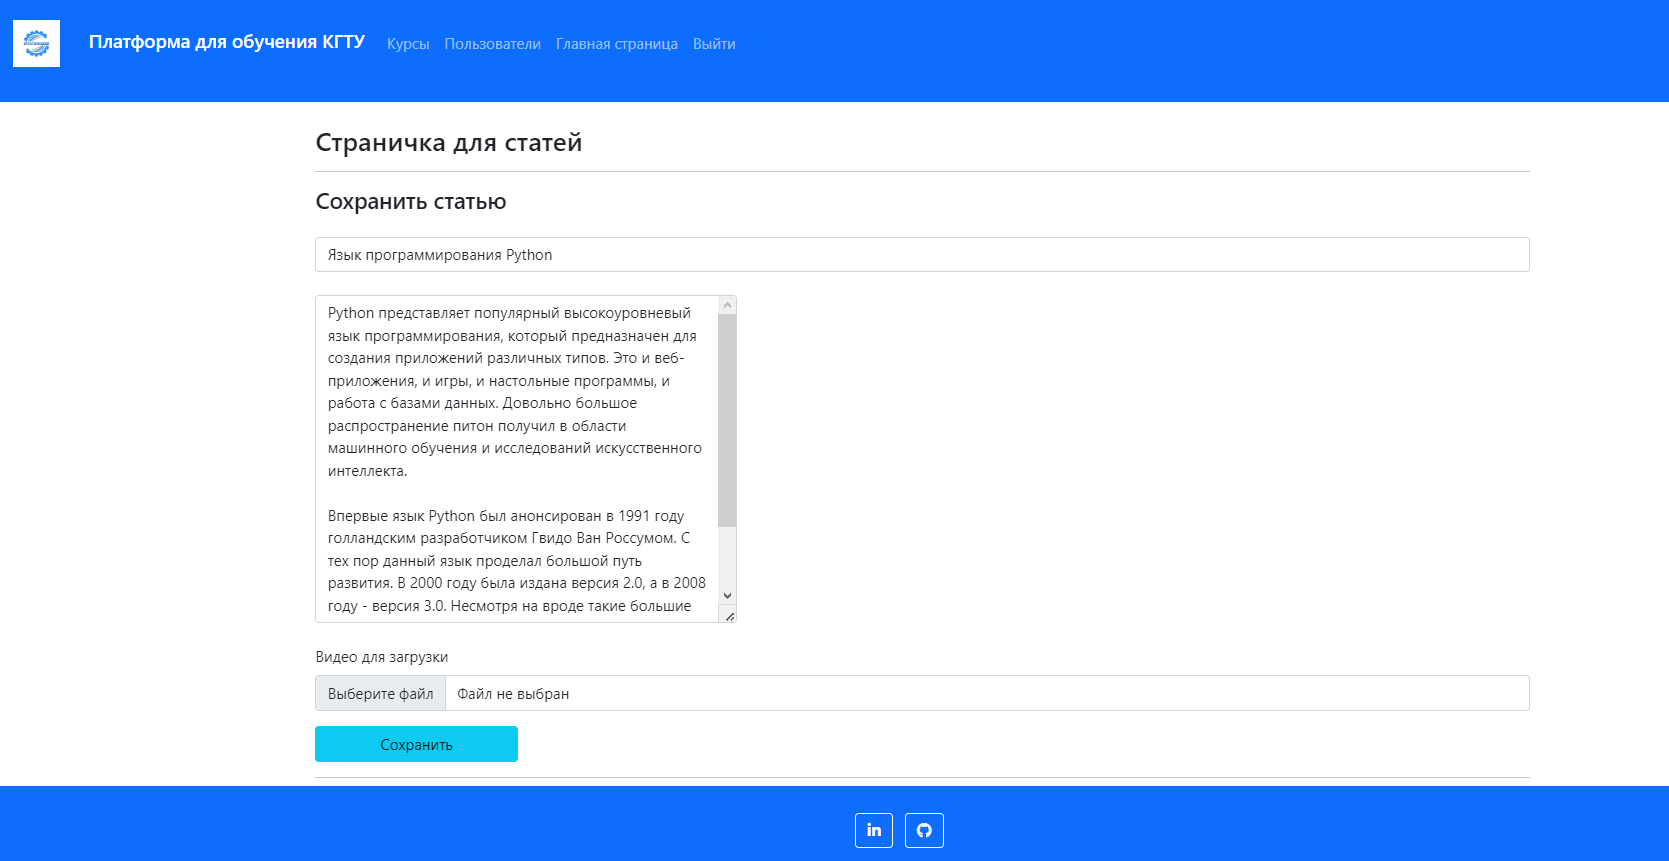 Платформа для обучения КГТУ Курсы Пользователи Главная страница Выйти
Страничка для статей
Сохранить статью
Язык программирования Python
Python представляет популярный высокоуровневый
язык программирования, который предназначен для
создания приложений различных типов. Это и веб-
приложения, и игры, и настольные программы, и
работа с базами данных. Довольно большое
распространение питон получил в области
машинного обучения и исследований искусственного
интеллекта.
Впервые язык Python был анонсирован в 1991 году
голландским разработчиком Гвидо Ван Россумом. С
тех пор данный язык проделал большой путь
развития. В 2000 году была издана версия 2.0, а в 2008
году - версия 3.0. Несмотря на вроде такие большие
Видео для загрузки
Выберите файл Файл не выбран
Сохранить
in